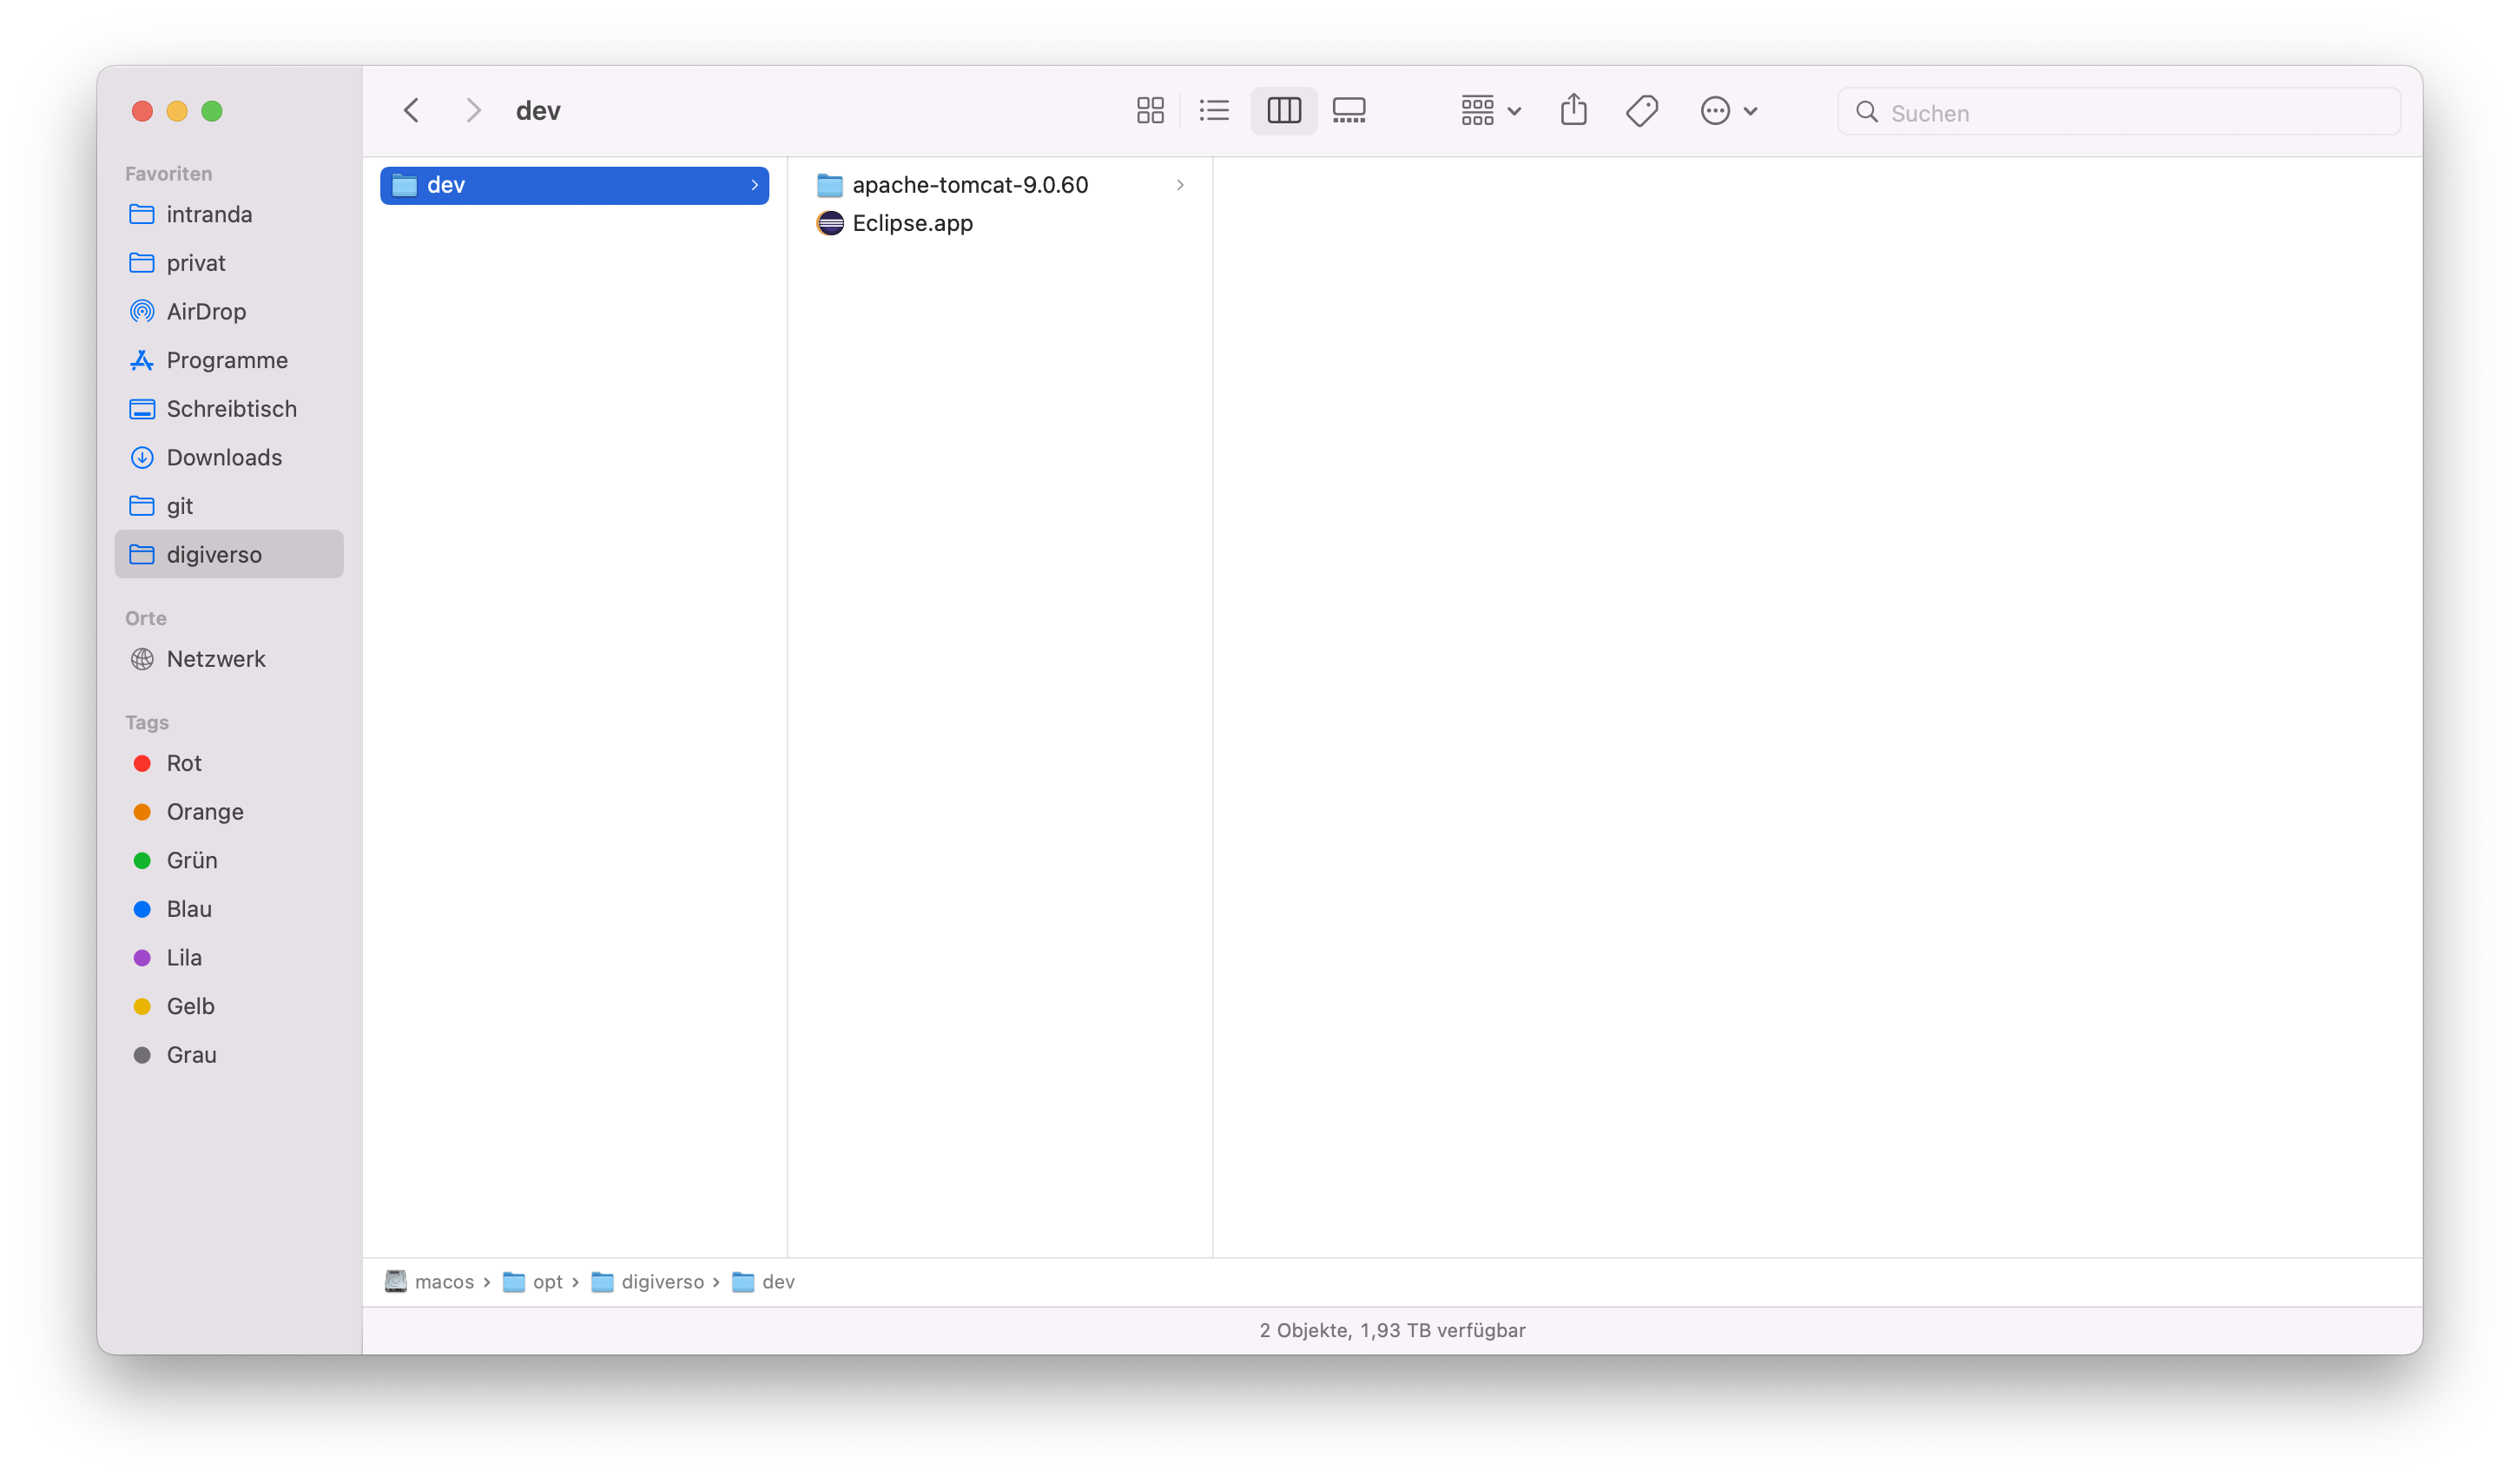 dev
Suchen
Favoriten
intranda
privat
AirDrop
Programme
Schreibtisch
Downloads
git
digiverso
Orte
Netzwerk
Tags
Rot
Orange
Grün
Blau
Lila
Gelb
Grau
dev
apache-tomcat-9.0.60
Eclipse.app
macos › opt › digiverso › dev
2 Objekte, 1,93 TB verfügbar